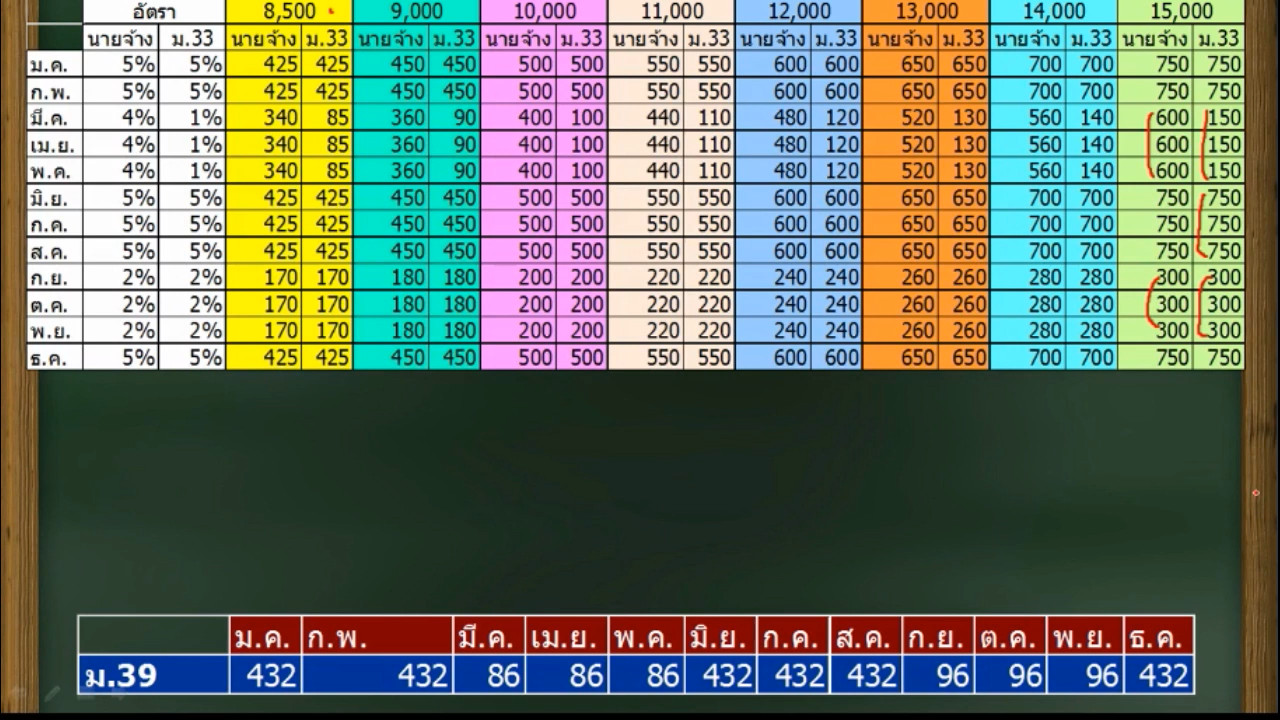 อัตรา 8,500 9,000 10,000 11,000 12,000 13,000 14,000 15,000
นายจ้าง ม.33 นายจ้าง ม.33 นายจ้าง ม.33 นายจ้าง ม.33 นายจ้าง ม.33 นายจ้าง ม.33 นายจ้าง ม.33 นายจ้าง ม.33 นายจ้าง ม.33
ม.ค. 5% 5% 425 425 450 450 500 500 550 550 600 600 650 650 700 700 750 750
ก.พ. 5% 5% 425 425 450 450 500 500 550 550 600 600 650 650 700 700 750 750
มี.ค. 4% 1% 340 85 360 90 400 100 440 110 480 120 520 130 560 140 600 150
เม.ย. 4% 1% 340 85 360 90 400 100 440 110 480 120 520 130 560 140 600 150
พ.ค. 4% 1% 340 85 360 90 400 100 440 110 480 120 520 130 560 140 600 150
มิ.ย. 5% 5% 425 425 450 450 500 500 550 550 600 600 650 650 700 700 750 750
ก.ค. 5% 5% 425 425 450 450 500 500 550 550 600 600 650 650 700 700 750 750
ส.ค. 5% 5% 425 425 450 450 500 500 550 550 600 600 650 650 700 700 750 750
ก.ย. 2% 2% 170 170 180 180 200 200 220 220 240 240 260 260 280 280 300 300
ต.ค. 2% 2% 170 170 180 180 200 200 220 220 240 240 260 260 280 280 300 300
พ.ย. 2% 2% 170 170 180 180 200 200 220 220 240 240 260 260 280 280 300 300
ธ.ค. 5% 5% 425 425 450 450 500 500 550 550 600 600 650 650 700 700 750 750
ม.ค. ก.พ. มี.ค. เม.ย. พ.ค. มิ.ย. ก.ค. ส.ค. ก.ย. ต.ค. พ.ย. ธ.ค.
ม.39 432 432 86 86 86 432 432 432 96 96 96 432